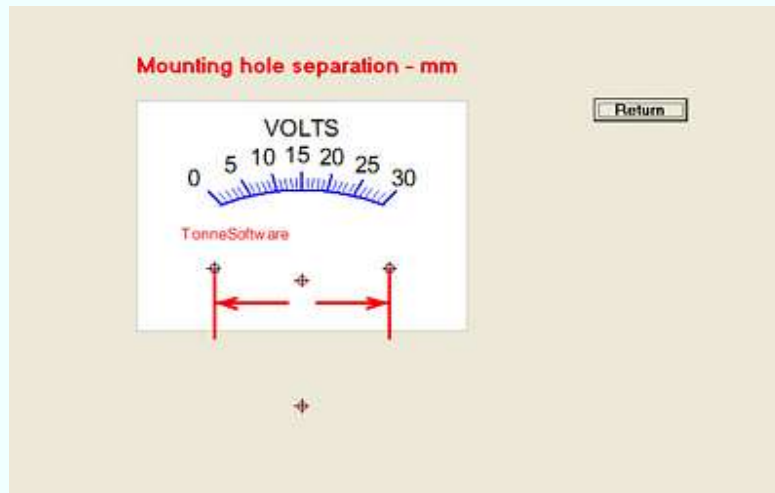 Mounting hole separation - mm
Return
VOLTS
0 5 10 15 20 25 30
TonneSoftware